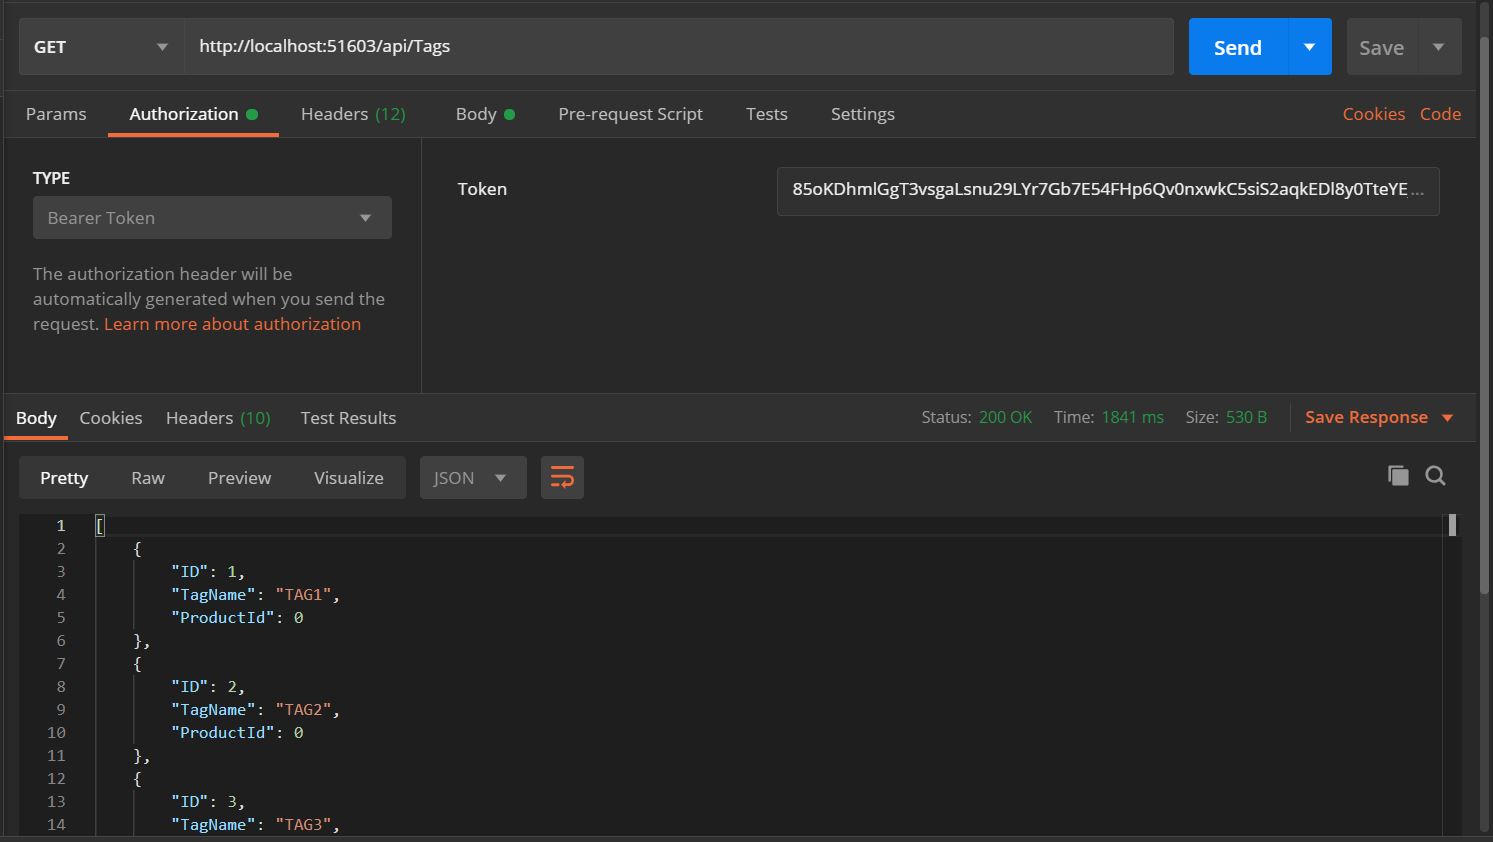 GET http://localhost:51603/api/Tags Send Save
Params Authorization Headers (12) Body Pre-request Script Tests Settings Cookies Code
TYPE
Bearer Token
The authorization header will be
automatically generated when you send the
request. Learn more about authorization
Token 85oKDhmlGgT3vsgaLsnu29LYr7Gb7E54FHp6Qv0nxwkC5siS2aqkEDl8y0TteYE...
Body Cookies Headers (10) Test Results Status: 200 OK Time: 1841 ms Size: 530 B Save Response
Pretty Raw Preview Visualize JSON
1 [
2 {
3 "ID": 1,
4 "TagName": "TAG1",
5 "ProductId": 0
6 },
7 {
8 "ID": 2,
9 "TagName": "TAG2",
10 "ProductId": 0
11 },
12 {
13 "ID": 3,
14 "TagName": "TAG3",